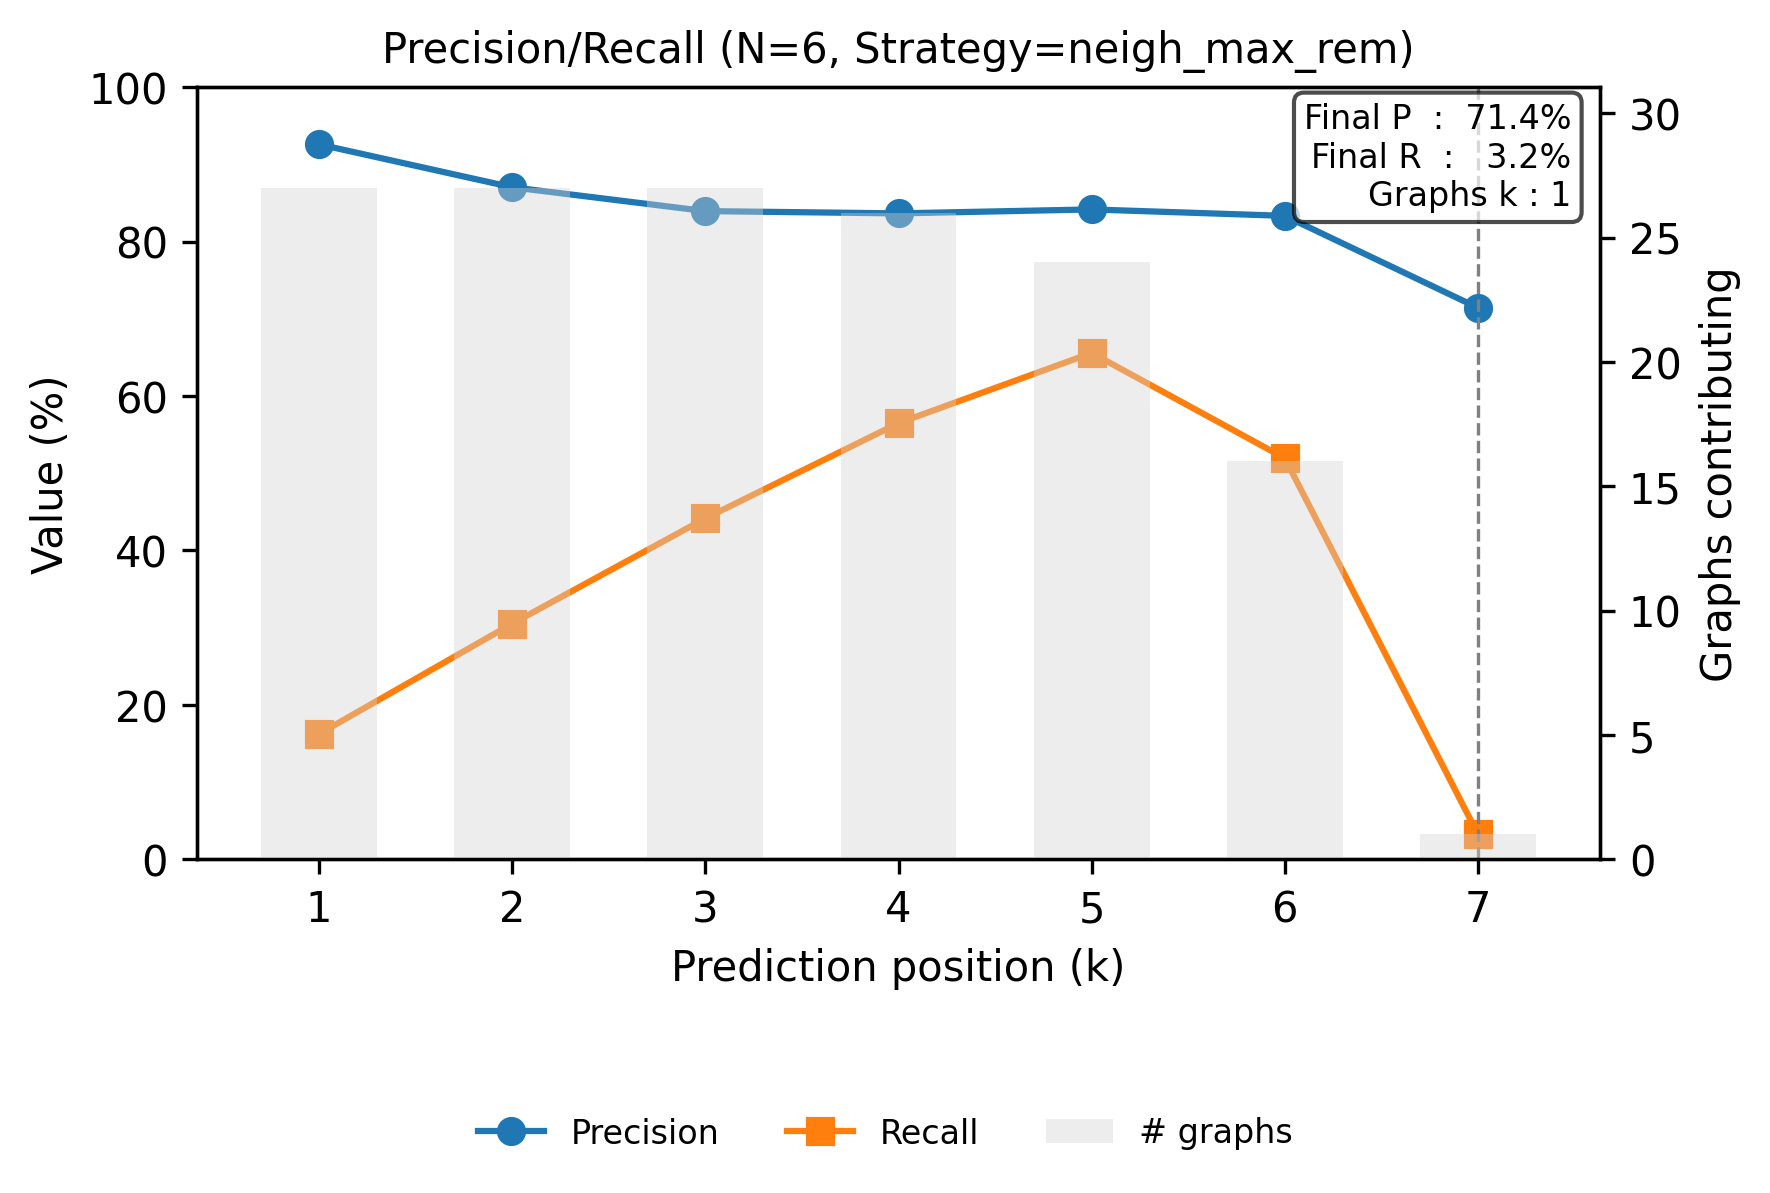 Precision/Recall (N=6, Strategy=neigh_max_rem)
Final P : 71.4%
Final R : 3.2%
Graphs k : 1
Value (%)
100
80
60
40
20
0
30
25
20
15
10
5
0
Graphs contributing
1 2 3 4 5 6 7
Prediction position (k)
Precision Recall # graphs